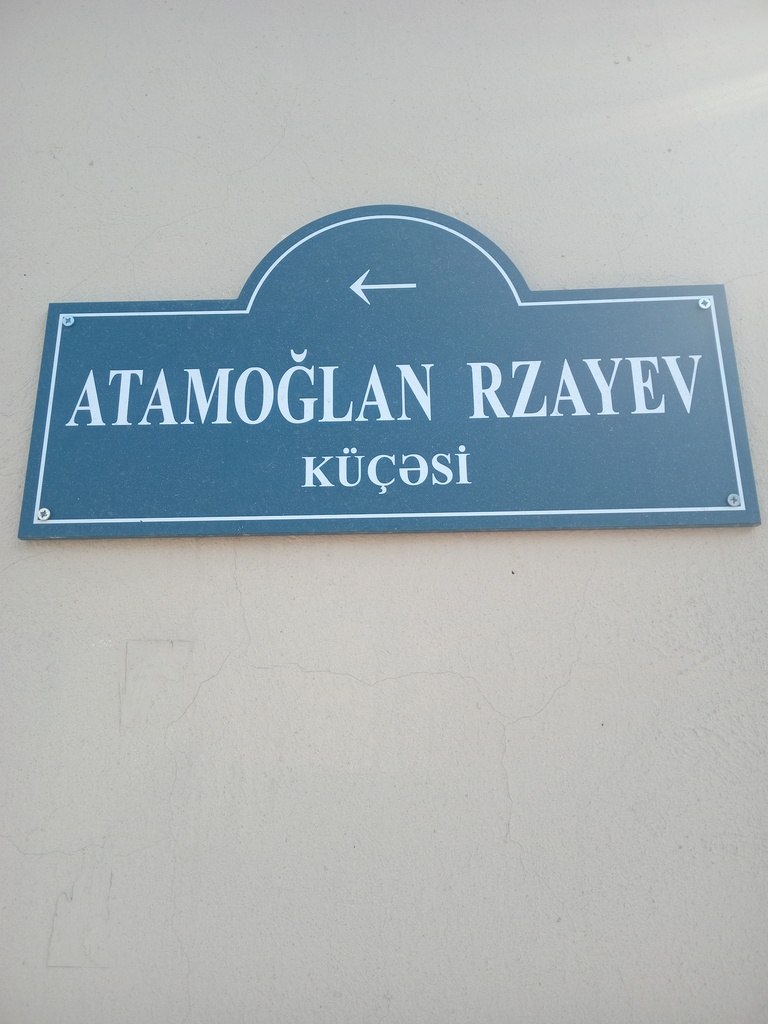 ←
ATAMOĞLAN RZAYEV
KÜÇƏSİ